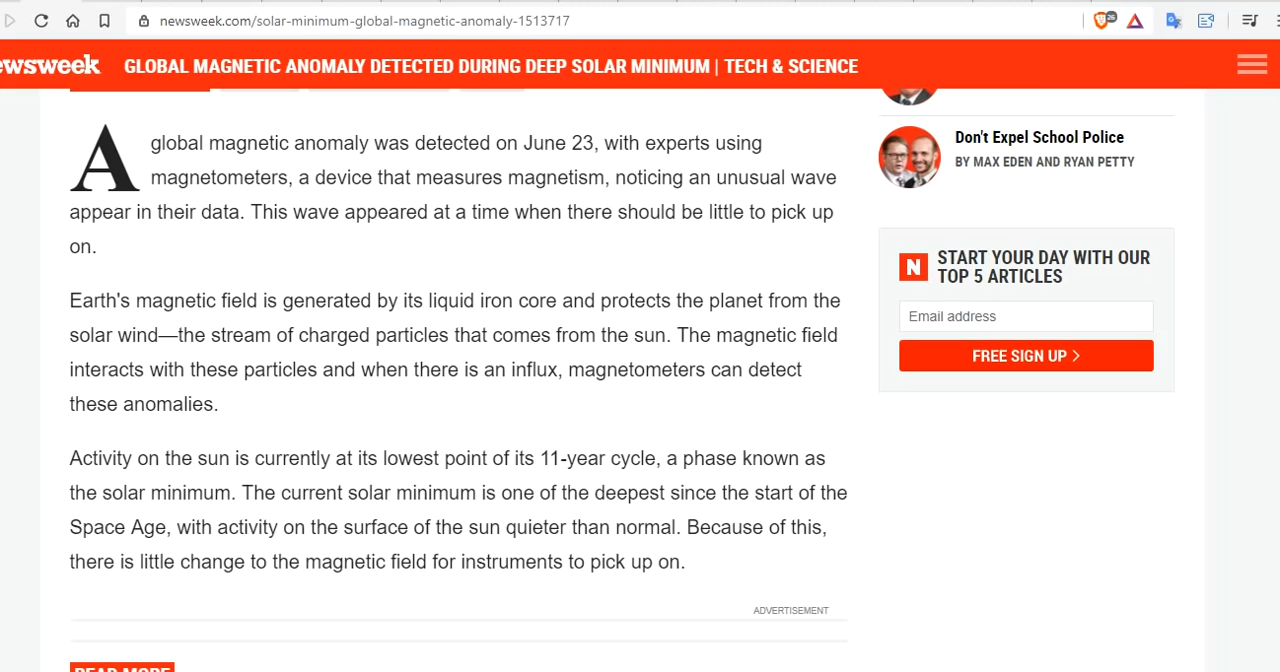 newsweek.com/solar-minimum-global-magnetic-anomaly-1513717
26
ewsweek GLOBAL MAGNETIC ANOMALY DETECTED DURING DEEP SOLAR MINIMUM | TECH & SCIENCE
A global magnetic anomaly was detected on June 23, with experts using
magnetometers, a device that measures magnetism, noticing an unusual wave
appear in their data. This wave appeared at a time when there should be little to pick up
on.
Earth's magnetic field is generated by its liquid iron core and protects the planet from the
solar wind—the stream of charged particles that comes from the sun. The magnetic field
interacts with these particles and when there is an influx, magnetometers can detect
these anomalies.
Activity on the sun is currently at its lowest point of its 11-year cycle, a phase known as
the solar minimum. The current solar minimum is one of the deepest since the start of the
Space Age, with activity on the surface of the sun quieter than normal. Because of this,
there is little change to the magnetic field for instruments to pick up on.
ADVERTISEMENT
READ MORE
Don't Expel School Police
BY MAX EDEN AND RYAN PETTY
N
START YOUR DAY WITH OUR
TOP 5 ARTICLES
Email address
FREE SIGN UP >